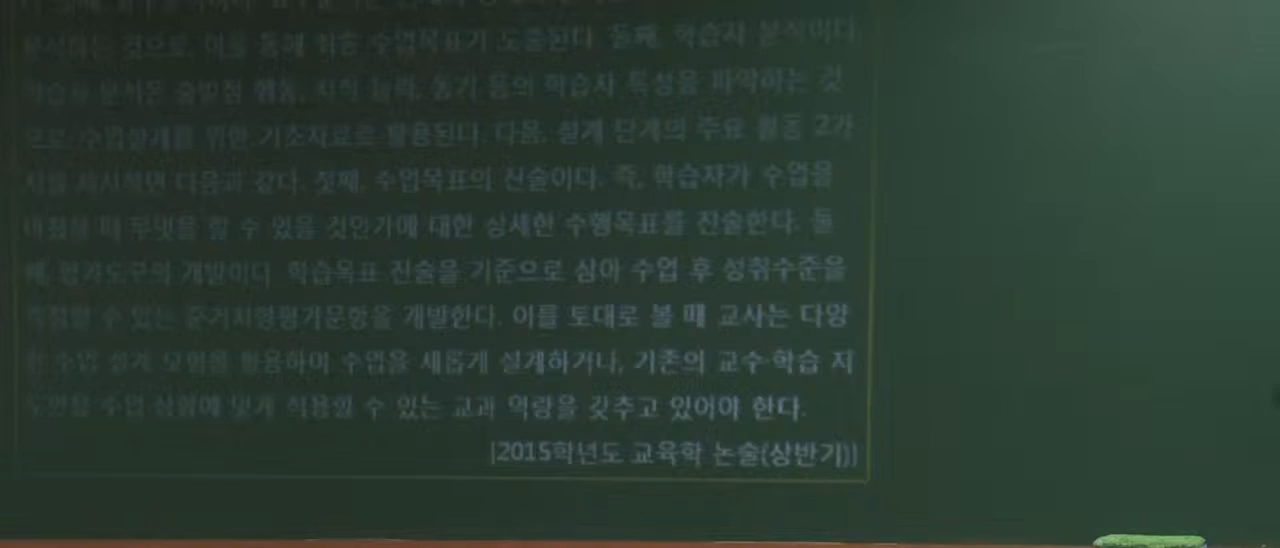 분석하는 것으로, 이를 통해 최종 수업목표가 도출된다. 둘째, 학습자 분석이다.
학습자 분석은 출발점 행동, 지적 능력, 동기 등의 학습자 특성을 파악하는 것
으로 수업설계를 위한 기초자료로 활용된다. 다음, 설계 단계의 주요 활동 2가
지를 제시하면 다음과 같다. 첫째, 수업목표의 진술이다. 즉, 학습자가 수업을
마쳤을 때 무엇을 할 수 있을 것인가에 대한 상세한 수행목표를 진술한다. 둘
째, 평가도구의 개발이다. 학습목표 진술을 기준으로 삼아 수업 후 성취수준을
측정할 수 있는 준거지향평가문항을 개발한다. 이를 토대로 볼 때 교사는 다양
한 수업 설계 모형을 활용하여 수업을 새롭게 설계하거나, 기존의 교수·학습 지
도안을 수업 상황에 맞게 적용할 수 있는 교과 역량을 갖추고 있어야 한다.
[2015학년도 교육학 논술(상반기)]